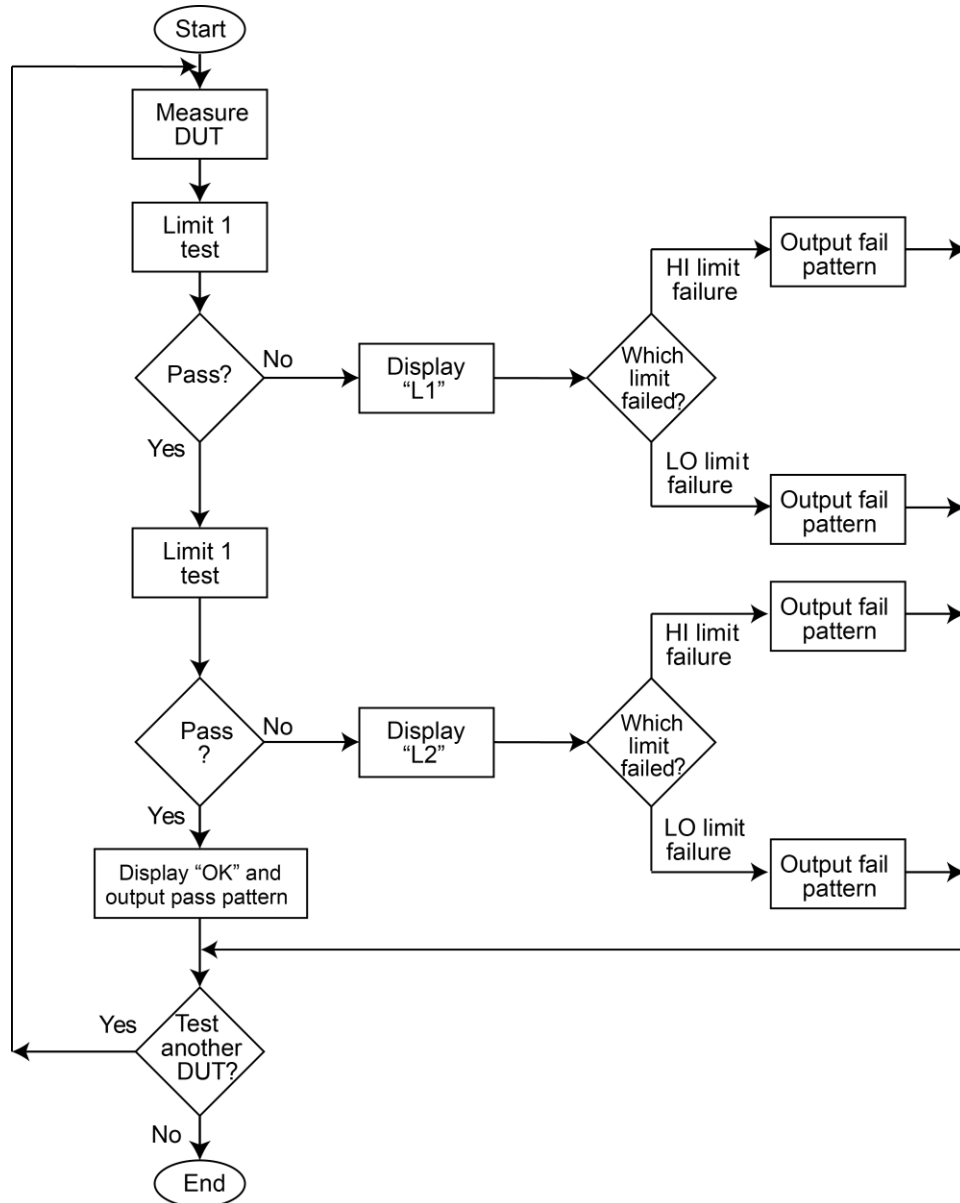 Start
Measure
DUT
Limit 1
test
Pass?
No
Yes
Display
“L1”
Which
limit
failed?
HI limit
failure
Output fail
pattern
LO limit
failure
Output fail
pattern
Limit 1
test
Pass
?
No
Yes
Display
“L2”
Which
limit
failed?
HI limit
failure
Output fail
pattern
LO limit
failure
Output fail
pattern
Display “OK” and
output pass pattern
Test
another
DUT?
Yes
No
End